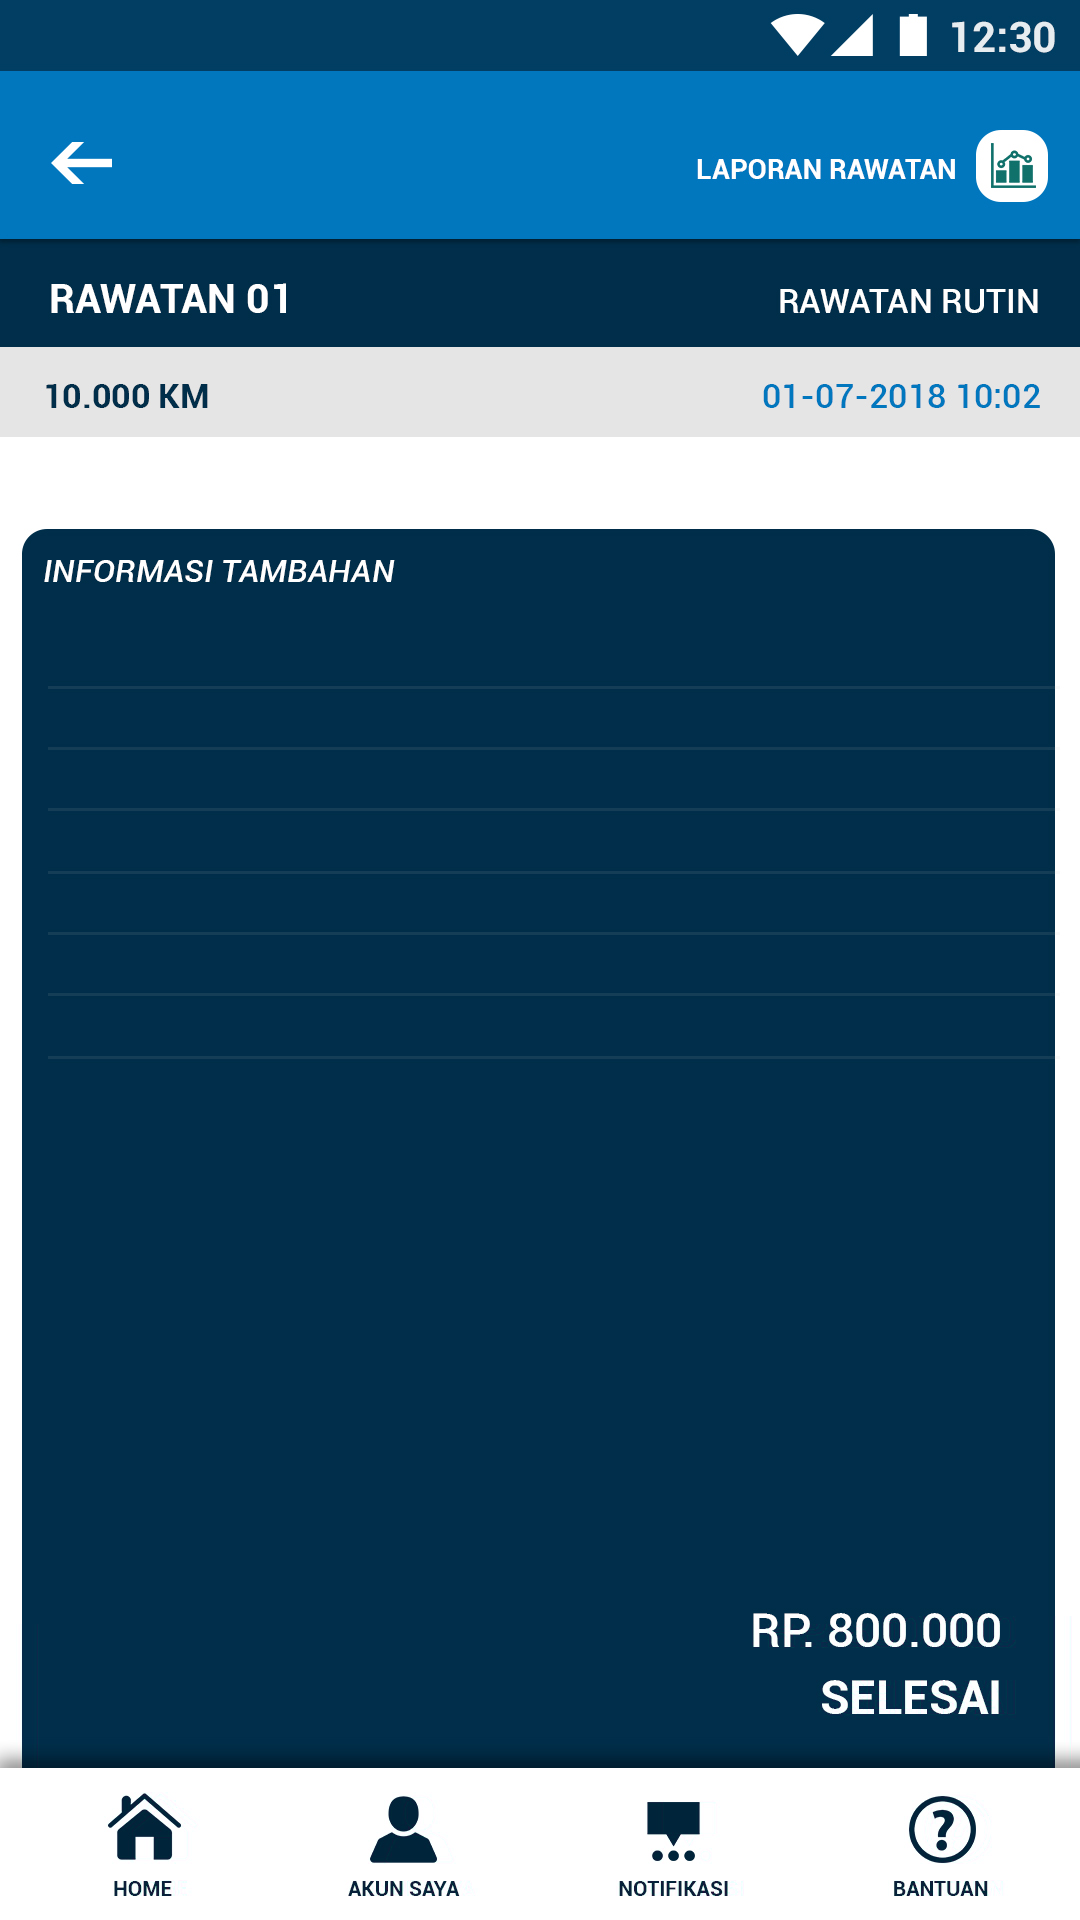 12:30
LAPORAN RAWATAN
RAWATAN 01 RAWATAN RUTIN
10.000 KM 01-07-2018 10:02
INFORMASI TAMBAHAN
RP. 800.000
SELESAI
HOME AKUN SAYA NOTIFIKASI BANTUAN